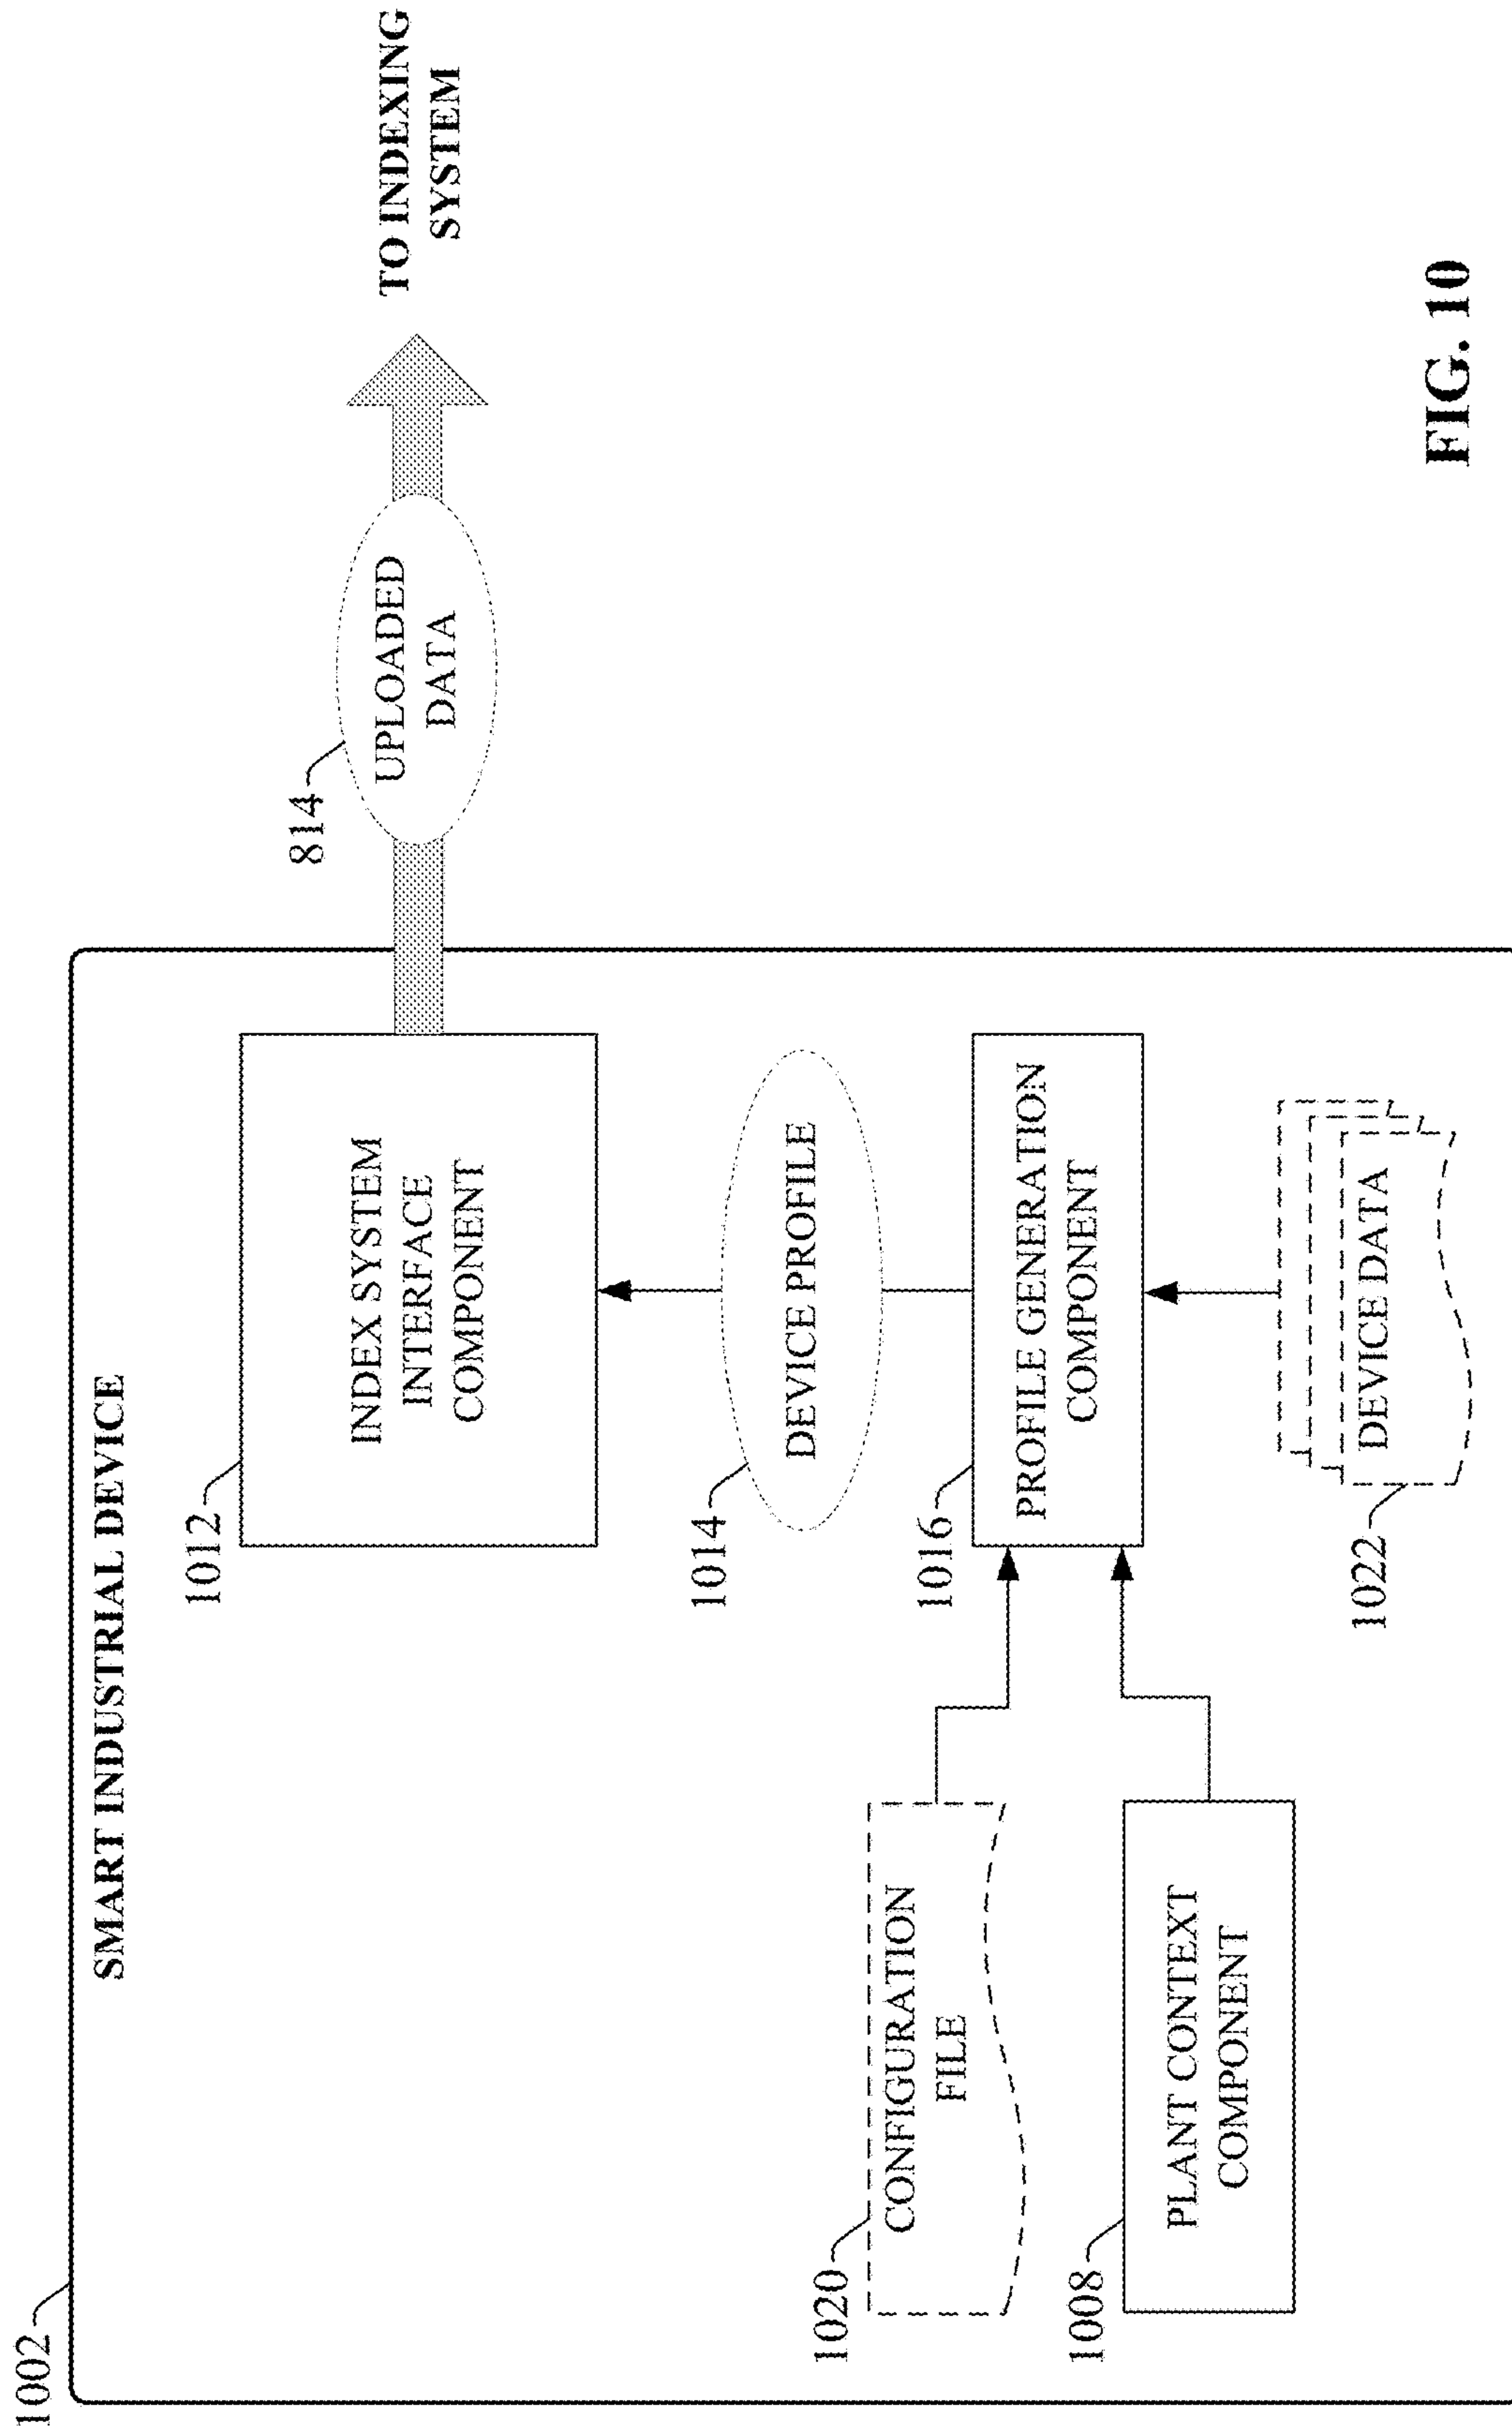 1002
SMART INDUSTRIAL DEVICE
1012
INDEX SYSTEM
INTERFACE
COMPONENT
814
UPLOADED
DATA
TO INDEXING
SYSTEM
1014
DEVICE PROFILE
1020
CONFIGURATION
FILE
1016
PROFILE GENERATION
COMPONENT
1008
PLANT CONTEXT
COMPONENT
1022
DEVICE DATA
FIG. 10